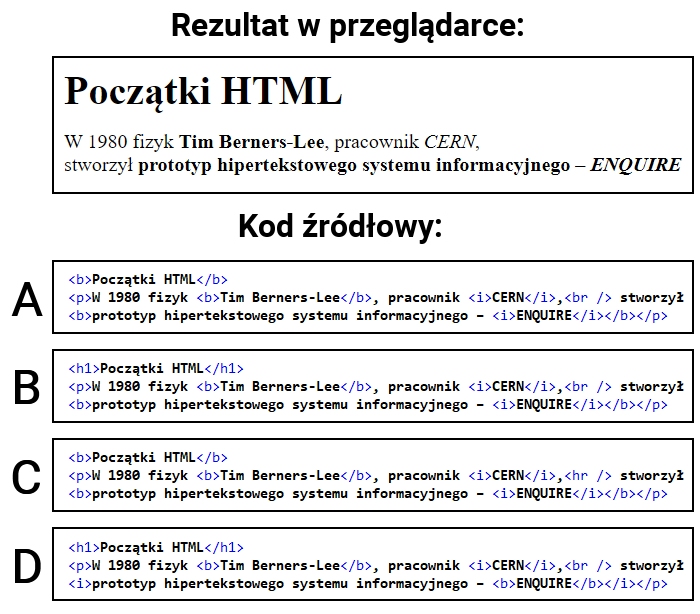 Rezultat w przeglądarce:
Początki HTML
W 1980 fizyk Tim Berners-Lee, pracownik CERN,
stworzył prototyp hipertekstowego systemu informacyjnego – ENQUIRE
Kod źródłowy:
A
<b>Początki HTML</b>
<p>W 1980 fizyk <b>Tim Berners-Lee</b>, pracownik <i>CERN</i>,<br /> stworzył
<b>prototyp hipertekstowego systemu informacyjnego – <i>ENQUIRE</i></b></p>
B
<h1>Początki HTML</h1>
<p>W 1980 fizyk <b>Tim Berners-Lee</b>, pracownik <i>CERN</i>,<br /> stworzył
<b>prototyp hipertekstowego systemu informacyjnego – <i>ENQUIRE</i></b></p>
C
<b>Początki HTML</b>
<p>W 1980 fizyk <b>Tim Berners-Lee</b>, pracownik <i>CERN</i>,<hr /> stworzył
<b>prototyp hipertekstowego systemu informacyjnego – <i>ENQUIRE</i></b></p>
D
<h1>Początki HTML</h1>
<p>W 1980 fizyk <b>Tim Berners-Lee</b>, pracownik <i>CERN</i>,<br /> stworzył
<i>prototyp hipertekstowego systemu informacyjnego – <b>ENQUIRE</b></i></p>